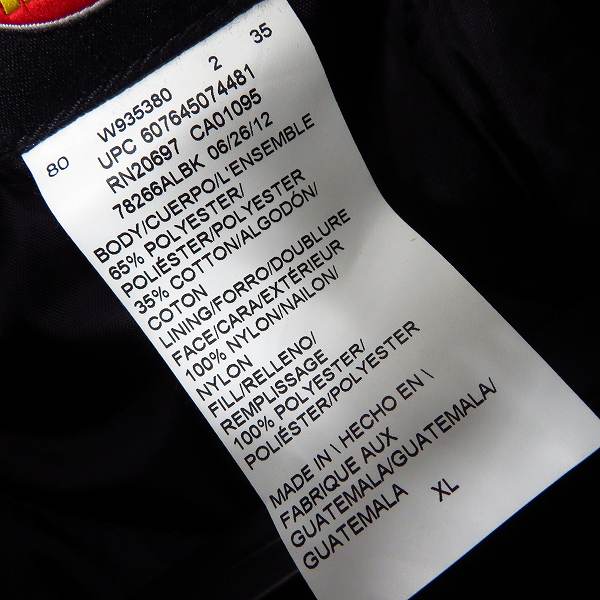 80 W935380 2 35
UPC 607645074481
RN20697 CA01095
78266ALBK 06/26/12
BODY/CUERPO/L'ENSEMBLE
65% POLYESTER/
POLIÉSTER/POLYESTER
35% COTTON/ALGODÓN/
COTON
LINING/FORRO/DOUBLURE
FACE/CARA/EXTÉRIEUR
100% NYLON/NAILON/
NYLON
FILL/RELLENO/
REMPLISSAGE
100% POLYESTER/
POLIÉSTER/POLYESTER
MADE IN \ HECHO EN \
FABRIQUE AUX
GUATEMALA/GUATEMALA/
GUATEMALA XL